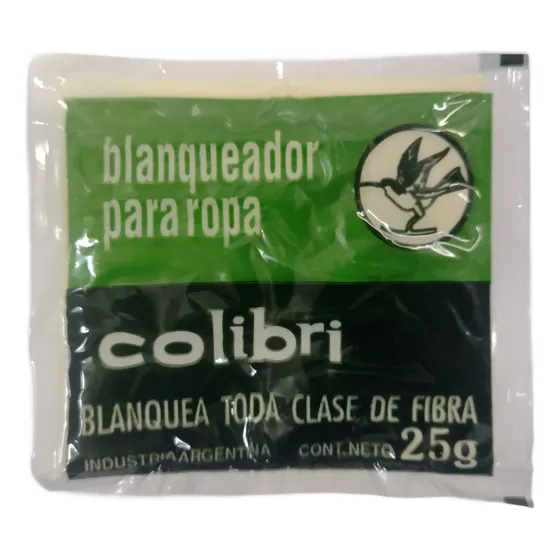 blanqueador
para ropa
colibri
BLANQUEA TODA CLASE DE FIBRA
INDUSTRIA ARGENTINA CONT.NETO 25g